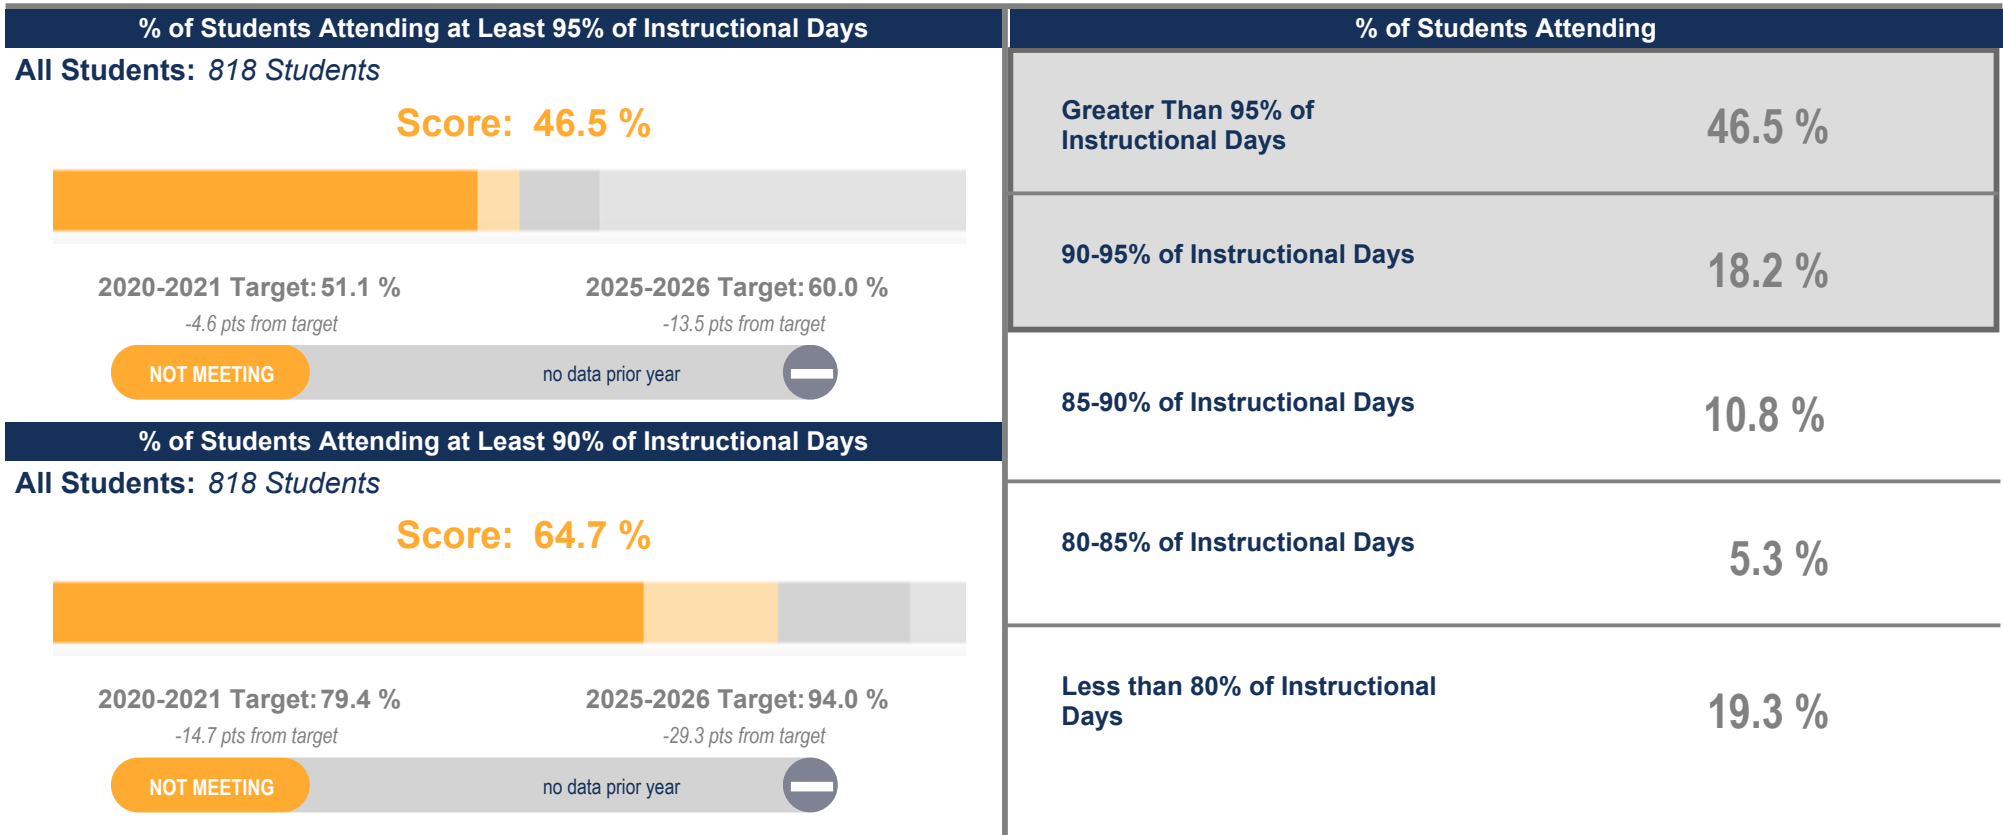 % of Students Attending at Least 95% of Instructional Days
All Students: 818 Students
Score: 46.5 %
2020-2021 Target: 51.1 %
-4.6 pts from target
2025-2026 Target: 60.0 %
-13.5 pts from target
NOT MEETING
no data prior year
% of Students Attending at Least 90% of Instructional Days
All Students: 818 Students
Score: 64.7 %
2020-2021 Target: 79.4 %
-14.7 pts from target
2025-2026 Target: 94.0 %
-29.3 pts from target
NOT MEETING
no data prior year
% of Students Attending
Greater Than 95% of
Instructional Days
46.5 %
90-95% of Instructional Days
18.2 %
85-90% of Instructional Days
10.8 %
80-85% of Instructional Days
5.3 %
Less than 80% of Instructional
Days
19.3 %